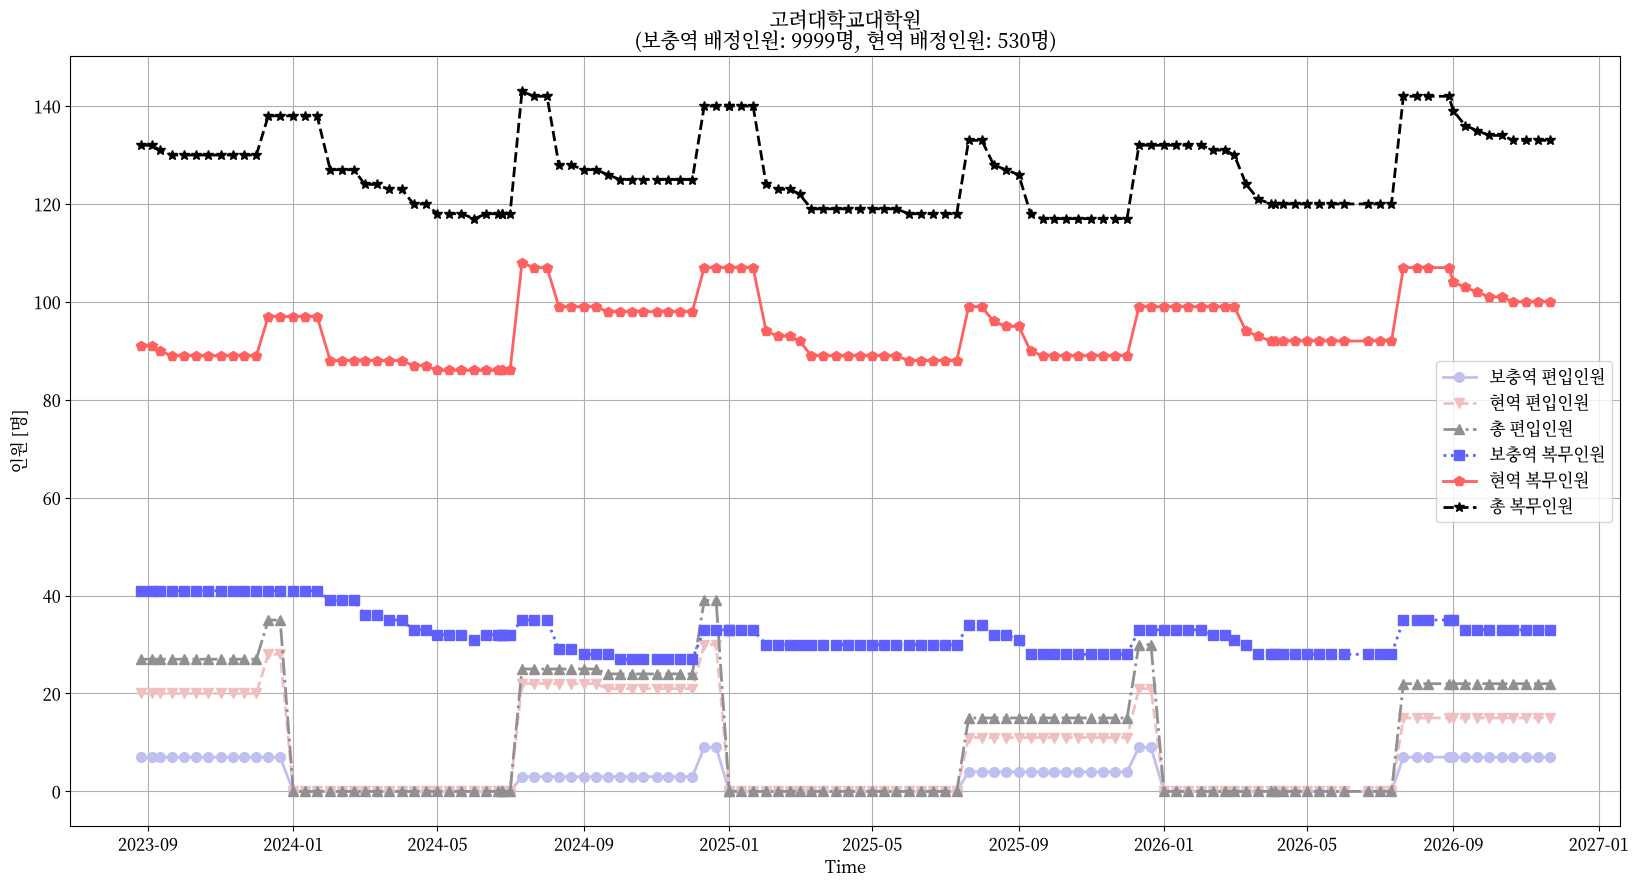 고려대학교대학원
(보충역 배정인원: 9999명, 현역 배정인원: 530명)
인원 [명]
140
120
100
80
60
40
20
0
보충역 편입인원
현역 편입인원
총 편입인원
보충역 복무인원
현역 복무인원
총 복무인원
2023-09
2024-01
2024-05
2024-09
2025-01
2025-05
2025-09
2026-01
2026-05
2026-09
2027-01
Time